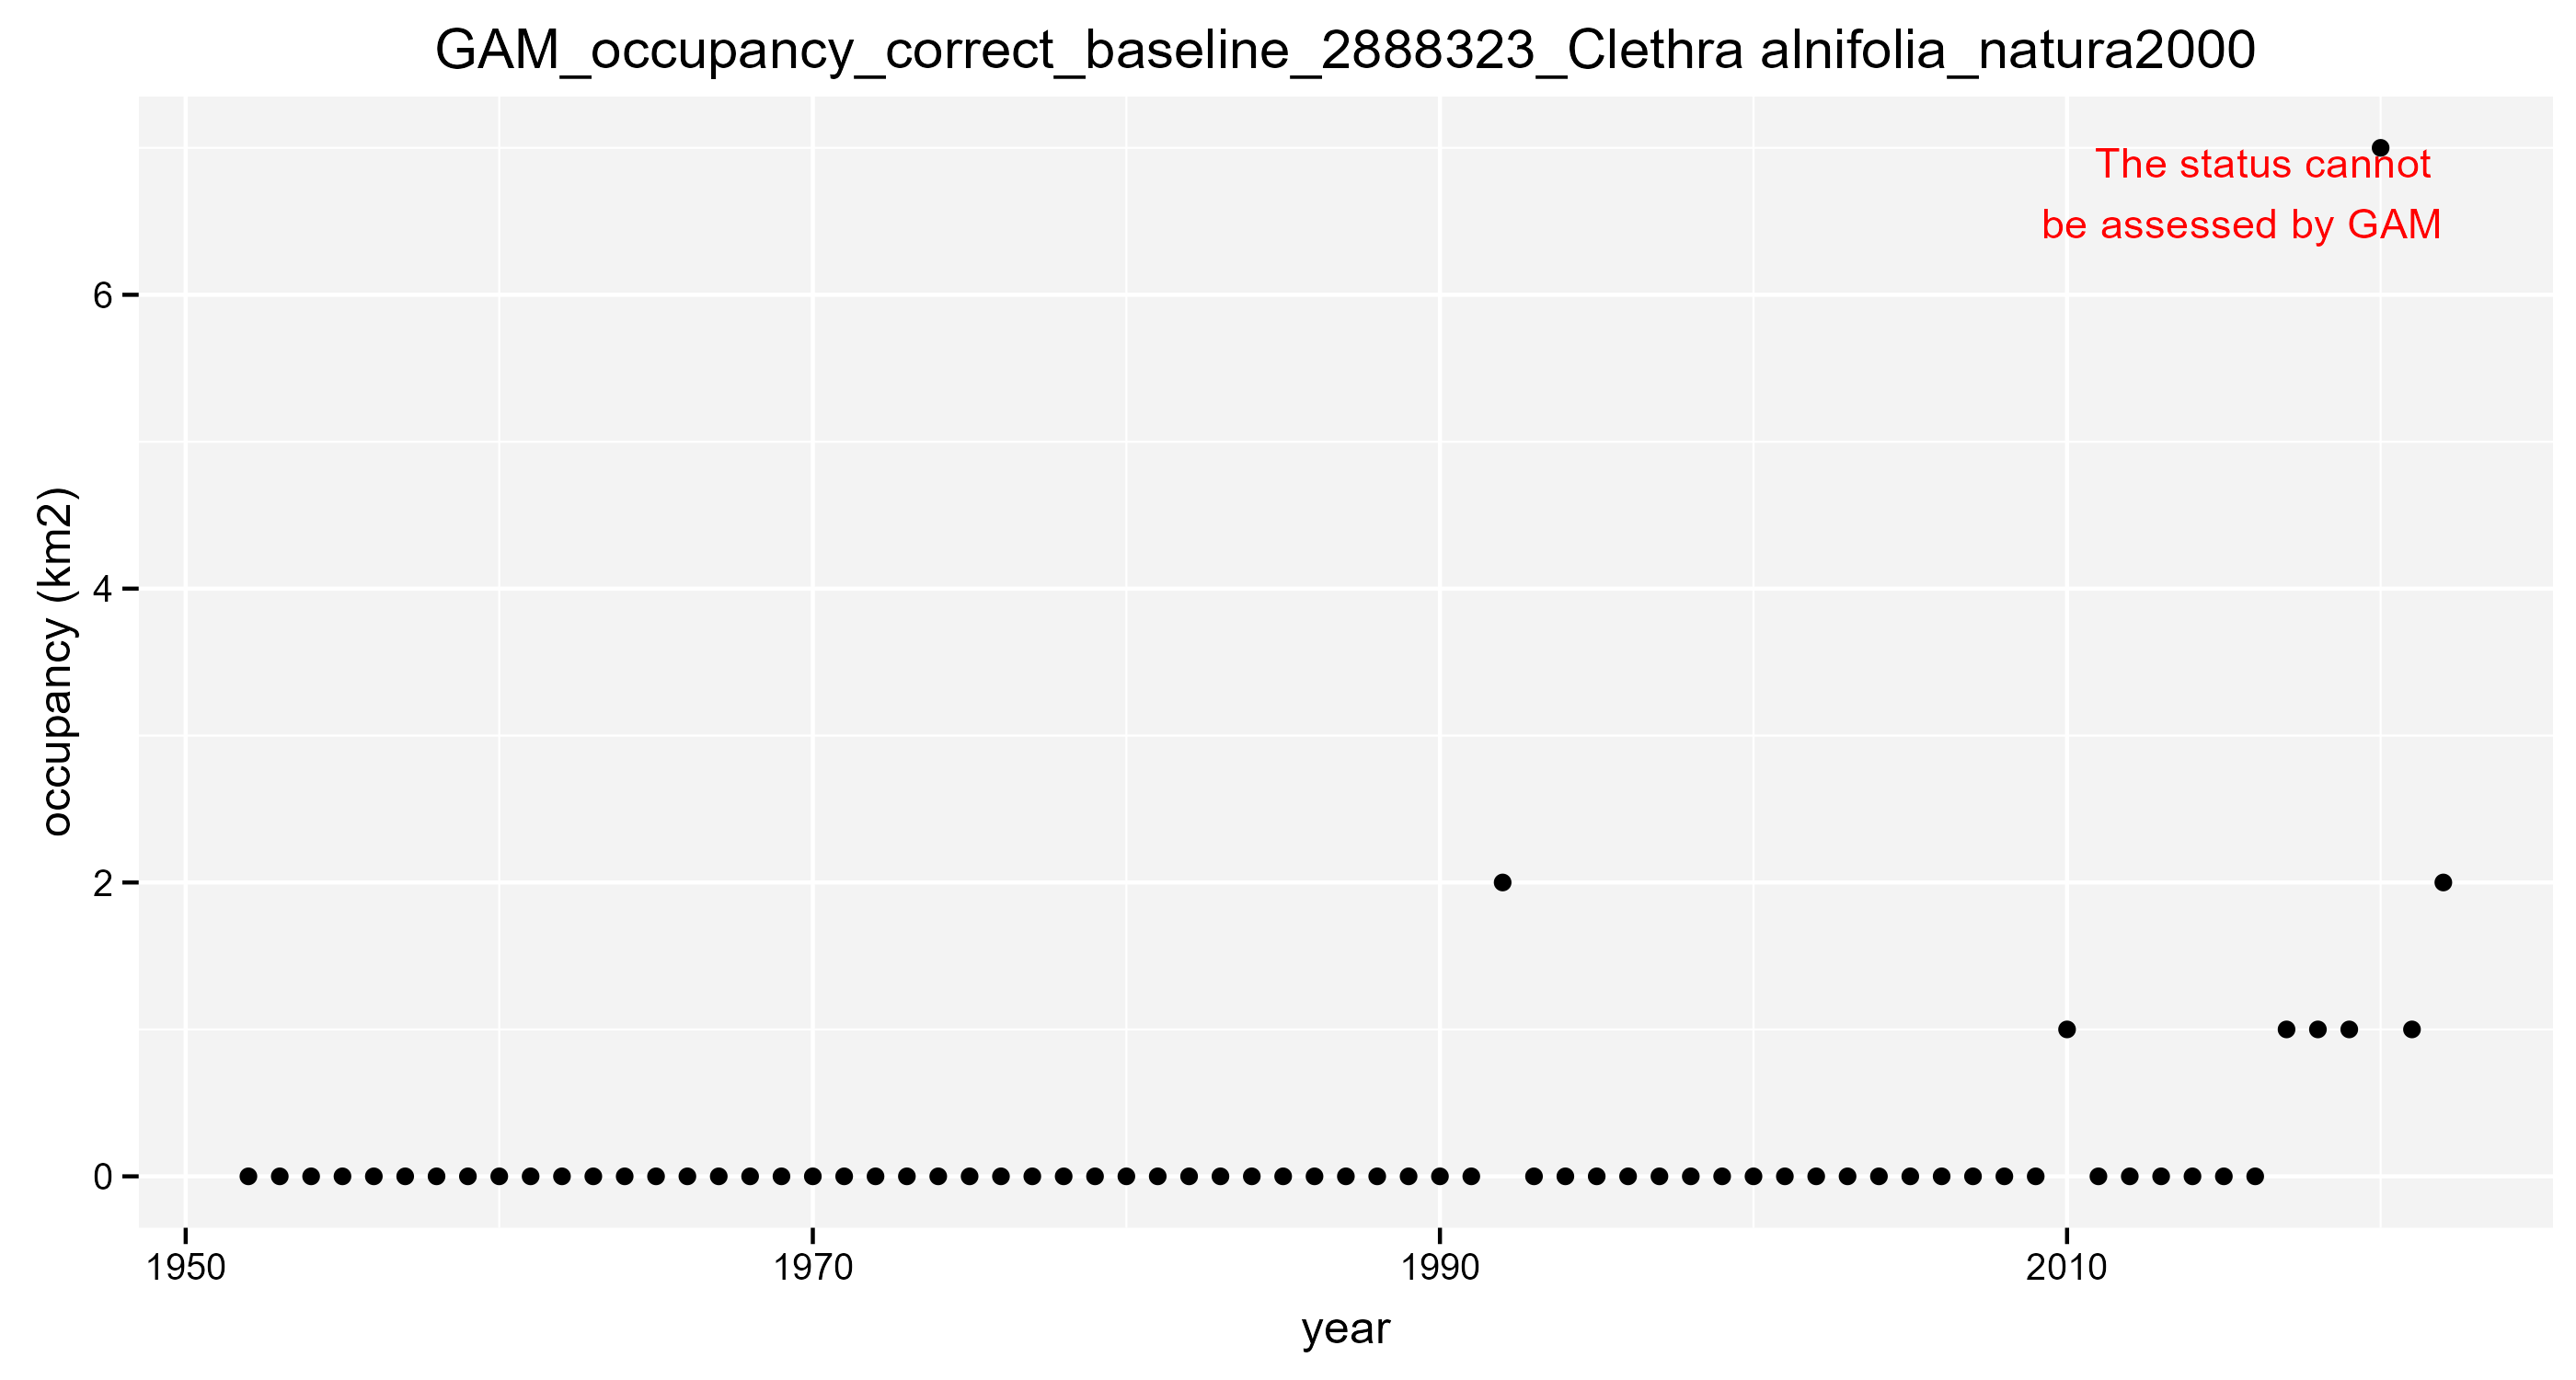 GAM_occupancy_correct_baseline_2888323_Clethra alnifolia_natura2000
The status cannot
be assessed by GAM
occupancy (km2)
6
4
2
0
1950 1970 1990 2010
year